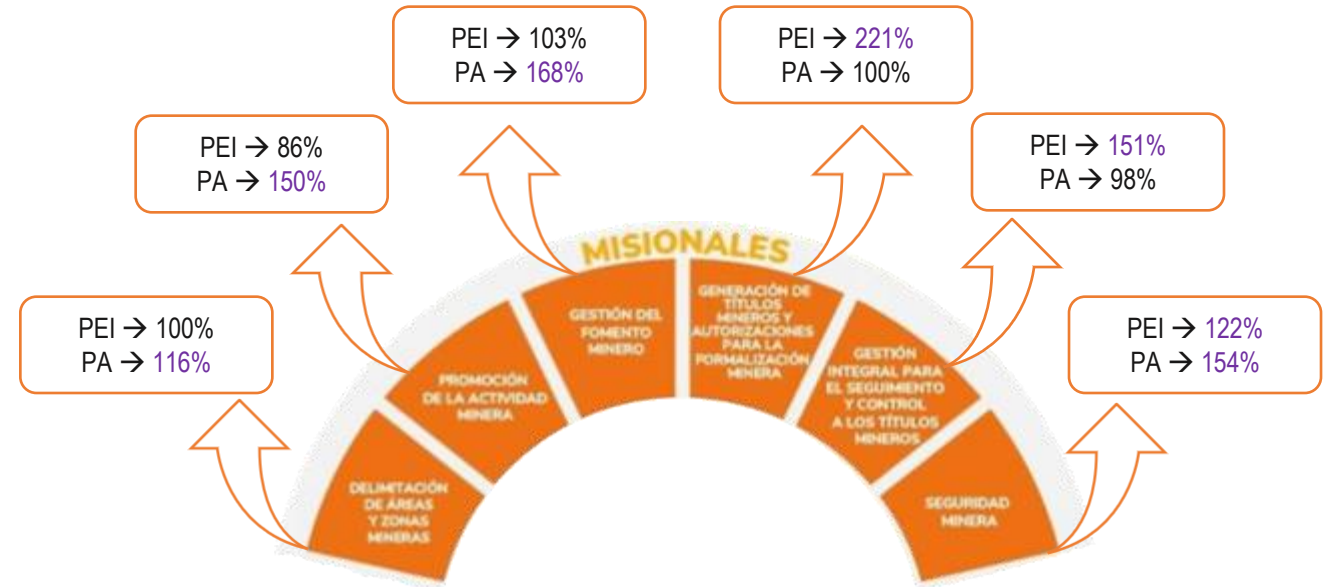 PEI → 103%
PA → 168%
PEI → 221%
PA → 100%
PEI → 86%
PA → 150%
PEI → 151%
PA → 98%
PEI → 100%
PA → 116%
PEI → 122%
PA → 154%
MISIONALES
DELIMITACIÓN
DE ÁREAS
Y ZONAS
MINERAS
PROMOCIÓN
DE LA ACTIVIDAD
MINERA
GESTIÓN DEL
FOMENTO
MINERO
GENERACIÓN DE
TÍTULOS
MINEROS Y
AUTORIZACIONES
PARA LA
FORMALIZACIÓN
MINERA
GESTIÓN
INTEGRAL PARA
EL SEGUIMIENTO
Y CONTROL
A LOS TÍTULOS
MINEROS
SEGURIDAD
MINERA